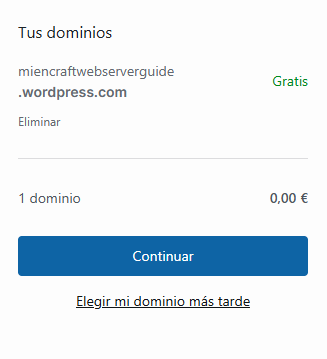 Tus dominios
miencraftwebserverguide
.wordpress.com
Gratis
Eliminar
1 dominio 0,00 €
Continuar
Elegir mi dominio más tarde